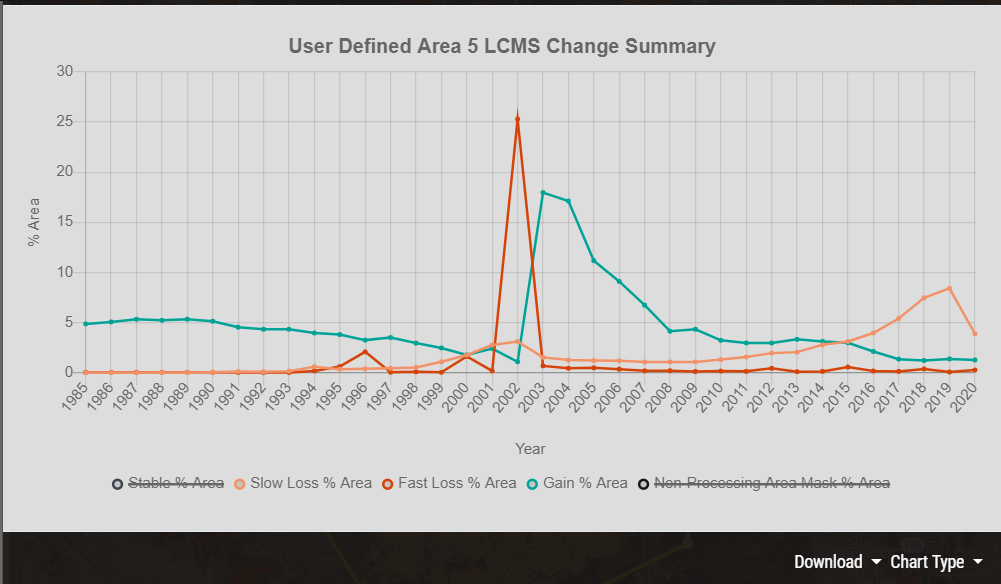 User Defined Area 5 LCMS Change Summary
30
25
20
15
10
5
0
% Area
1985 1986 1987 1988 1989 1990 1991 1992 1993 1994 1995 1996 1997 1998 1999 2000 2001 2002 2003 2004 2005 2006 2007 2008 2009 2010 2011 2012 2013 2014 2015 2016 2017 2018 2019 2020
Year
Stable % Area Slow Loss % Area Fast Loss % Area Gain % Area Non-Processing Area Mask % Area
Download Chart Type